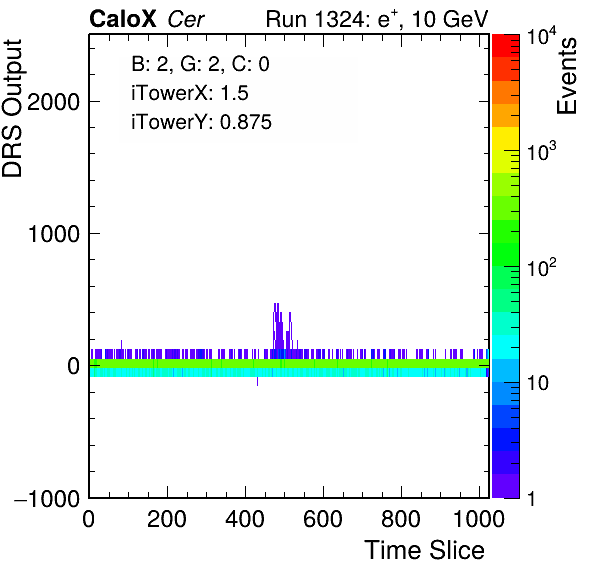 CaloX Cer Run 1324: e⁺, 10 GeV
B: 2, G: 2, C: 0
iTowerX: 1.5
iTowerY: 0.875
DRS Output
2000
1000
0
−1000
0 200 400 600 800 1000
Time Slice
Events
10⁴
10³
10²
10
1